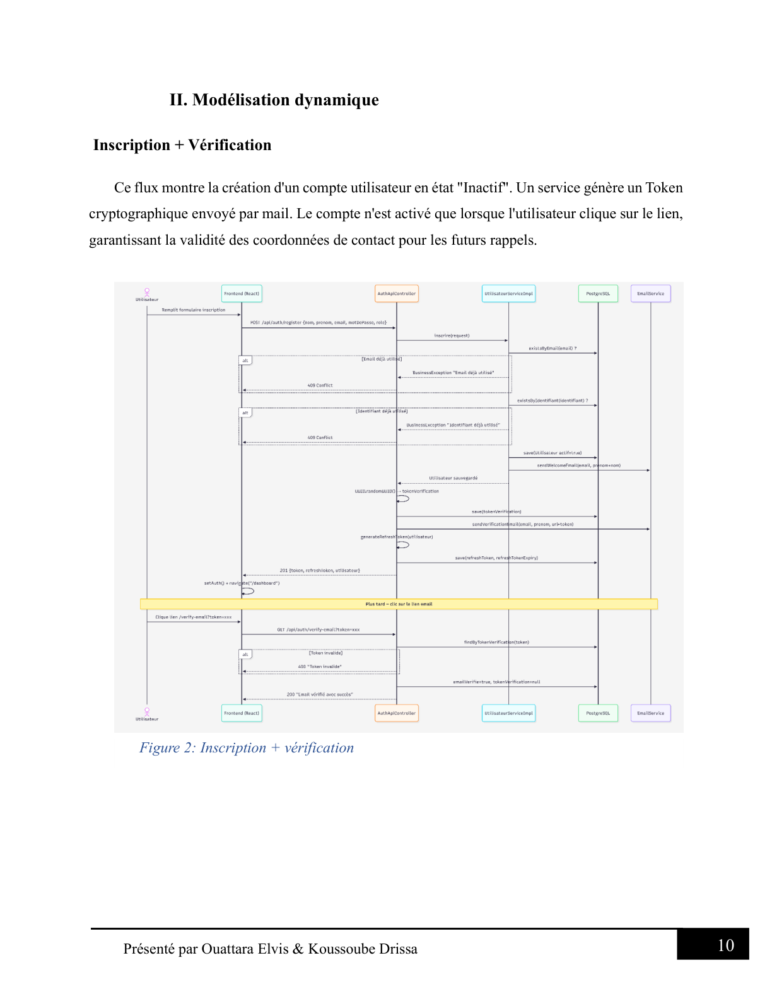 II. Modélisation dynamique
Inscription + Vérification
Ce flux montre la création d'un compte utilisateur en état "Inactif". Un service génère un Token
cryptographique envoyé par mail. Le compte n'est activé que lorsque l'utilisateur clique sur le lien,
garantissant la validité des coordonnées de contact pour les futurs rappels.
Utilisateur
Frontend (React)
AuthApiController
UtilisateurServiceImpl
PostgreSQL
EmailService
Remplit formulaire inscription
POST /api/auth/register {nom, prenom, email, motDePasse, role}
inscrire(request)
existsByEmail(email) ?
alt
[Email déjà utilisé]
BusinessException "Email déjà utilisé"
409 Conflict
existsByIdentifiant(identifiant) ?
alt
[Identifiant déjà utilisé]
BusinessException "Identifiant déjà utilisé"
409 Conflict
save(Utilisateur actif=true)
sendWelcomeEmail(email, prenom+nom)
Utilisateur sauvegardé
UUID.randomUUID() → tokenVerification
save(tokenVerification)
sendVerificationEmail(email, prenom, url+token)
generateRefreshToken(utilisateur)
save(refreshToken, refreshTokenExpiry)
201 {token, refreshToken, utilisateur}
setAuth() + navigate("/dashboard")
Plus tard – clic sur le lien email
Clique lien /verify-email?token=xxx
GET /api/auth/verify-email?token=xxx
findByTokenVerification(token)
alt
[Token invalide]
400 "Token invalide"
emailVerifie=true, tokenVerification=null
200 "Email vérifié avec succès"
Utilisateur
Frontend (React)
AuthApiController
UtilisateurServiceImpl
PostgreSQL
EmailService
Figure 2: Inscription + vérification
Présenté par Ouattara Elvis & Koussoube Drissa
10